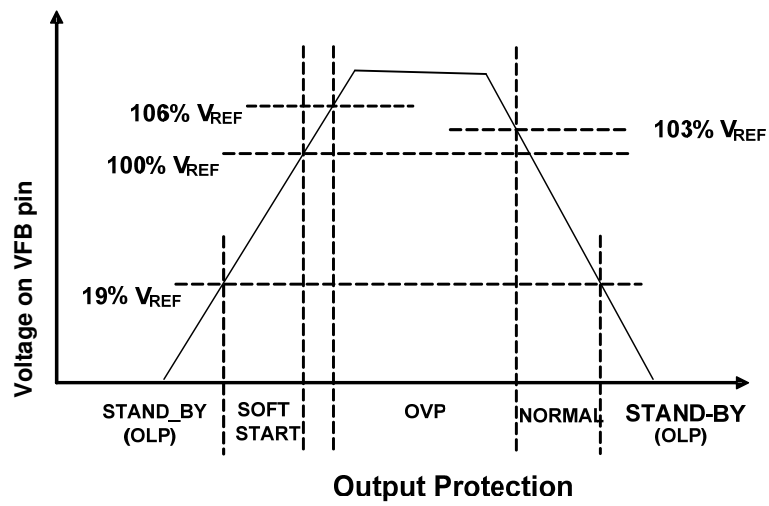 106% VREF
103% VREF
100% VREF
19% VREF
Voltage on VFB pin
STAND_BY
(OLP)
SOFT
START
OVP
NORMAL
STAND-BY
(OLP)
Output Protection